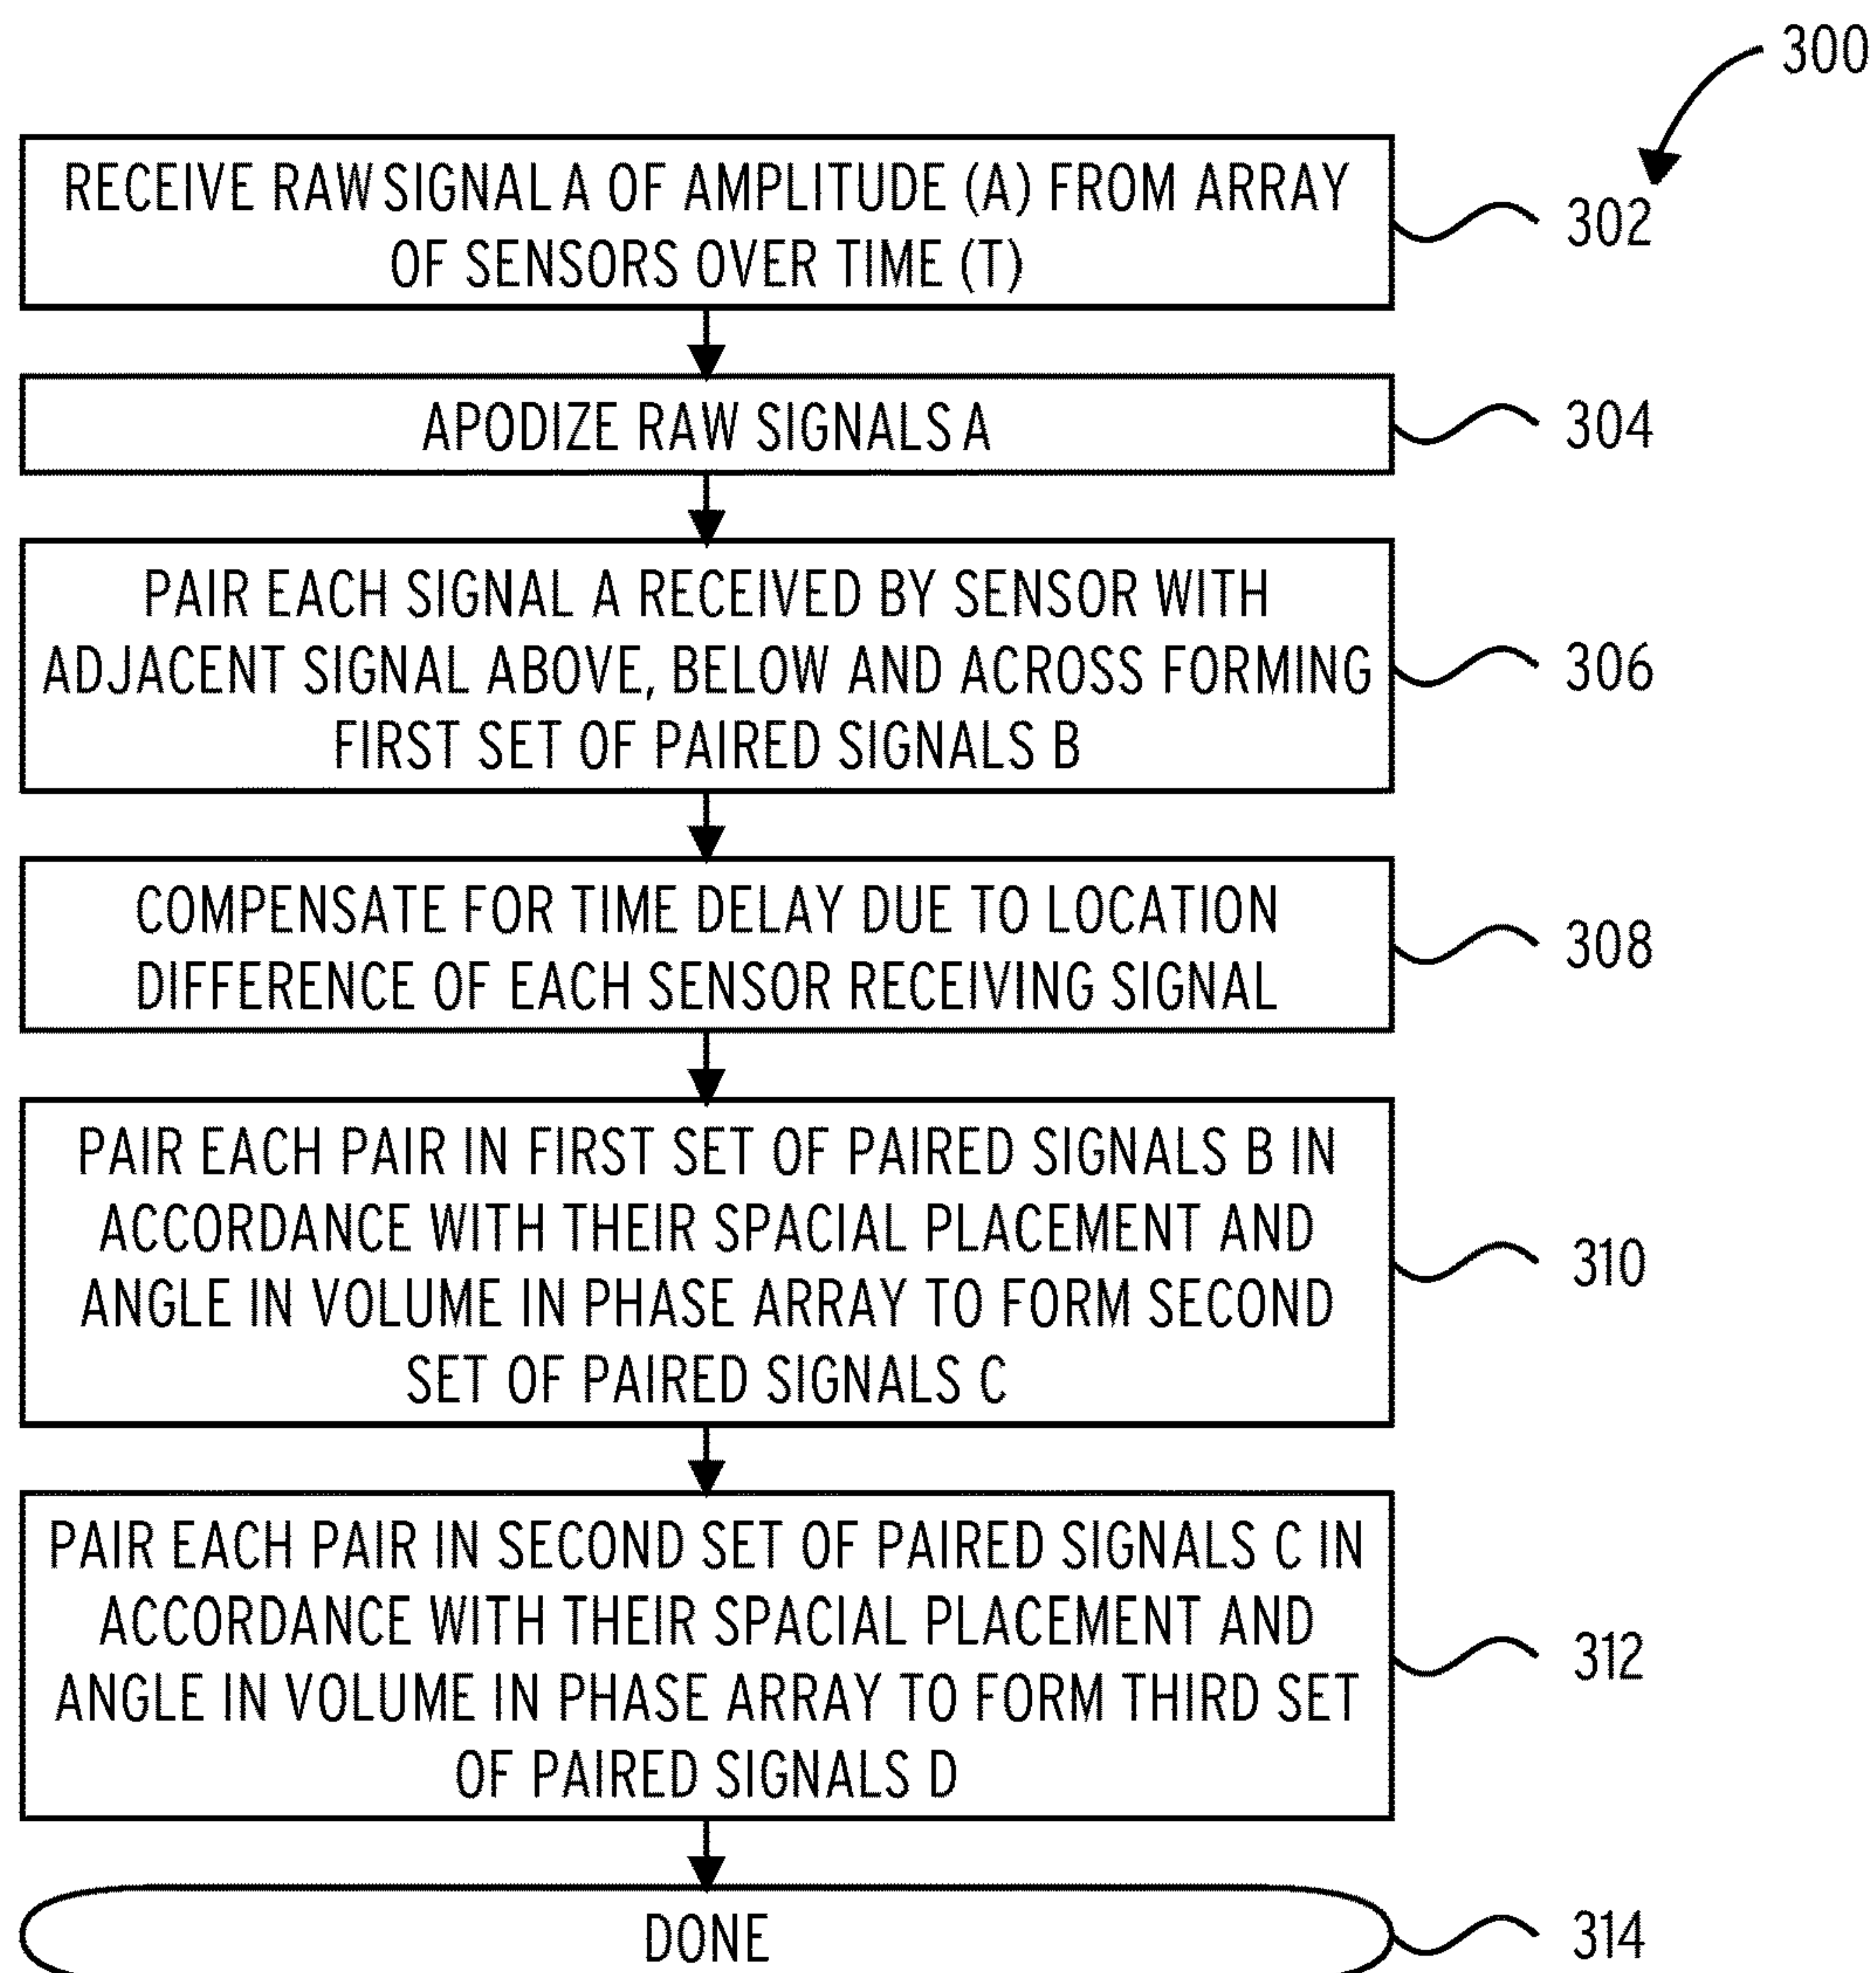 300
RECEIVE RAW SIGNAL A OF AMPLITUDE (A) FROM ARRAY
OF SENSORS OVER TIME (T)
302
APODIZE RAW SIGNALS A
304
PAIR EACH SIGNAL A RECEIVED BY SENSOR WITH
ADJACENT SIGNAL ABOVE, BELOW AND ACROSS FORMING
FIRST SET OF PAIRED SIGNALS B
306
COMPENSATE FOR TIME DELAY DUE TO LOCATION
DIFFERENCE OF EACH SENSOR RECEIVING SIGNAL
308
PAIR EACH PAIR IN FIRST SET OF PAIRED SIGNALS B IN
ACCORDANCE WITH THEIR SPACIAL PLACEMENT AND
ANGLE IN VOLUME IN PHASE ARRAY TO FORM SECOND
SET OF PAIRED SIGNALS C
310
PAIR EACH PAIR IN SECOND SET OF PAIRED SIGNALS C IN
ACCORDANCE WITH THEIR SPACIAL PLACEMENT AND
ANGLE IN VOLUME IN PHASE ARRAY TO FORM THIRD SET
OF PAIRED SIGNALS D
312
DONE
314